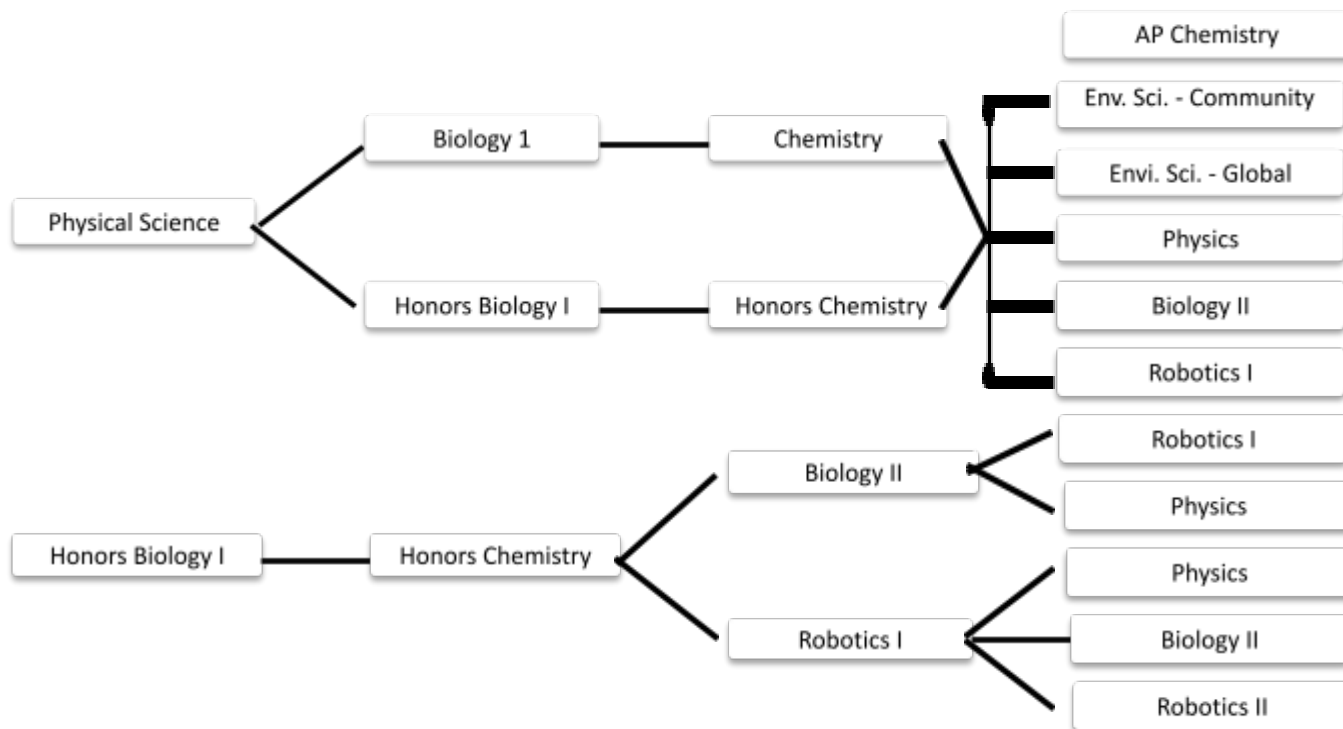 AP Chemistry
Env. Sci. - Community
Biology 1
Chemistry
Envi. Sci. - Global
Physical Science
Physics
Honors Biology I
Honors Chemistry
Biology II
Robotics I
Robotics I
Biology II
Physics
Honors Biology I
Honors Chemistry
Physics
Robotics I
Biology II
Robotics II